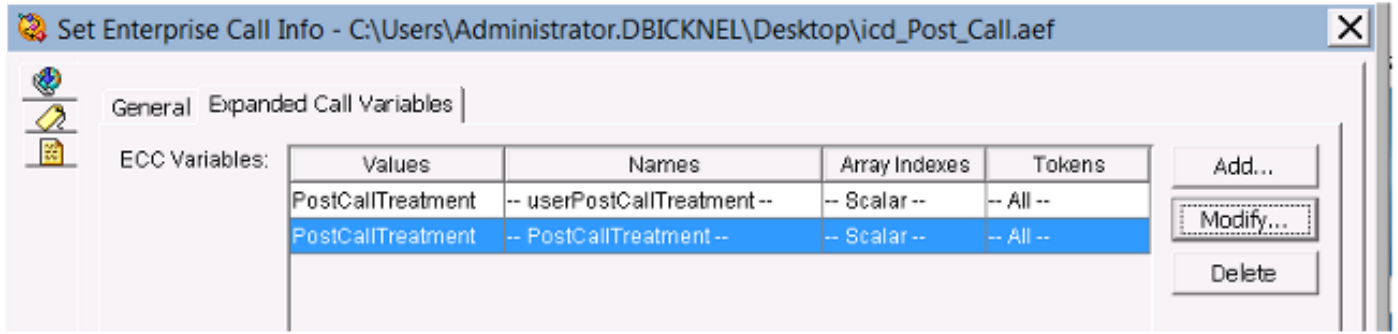 Set Enterprise Call Info - C:\Users\Administrator.DBICKNEL\Desktop\icd_Post_Call.aef
General Expanded Call Variables
ECC Variables: Values Names Array Indexes Tokens Add...
PostCallTreatment -- userPostCallTreatment -- -- Scalar -- -- All --
PostCallTreatment -- PostCallTreatment -- -- Scalar -- -- All -- Modify...
Delete